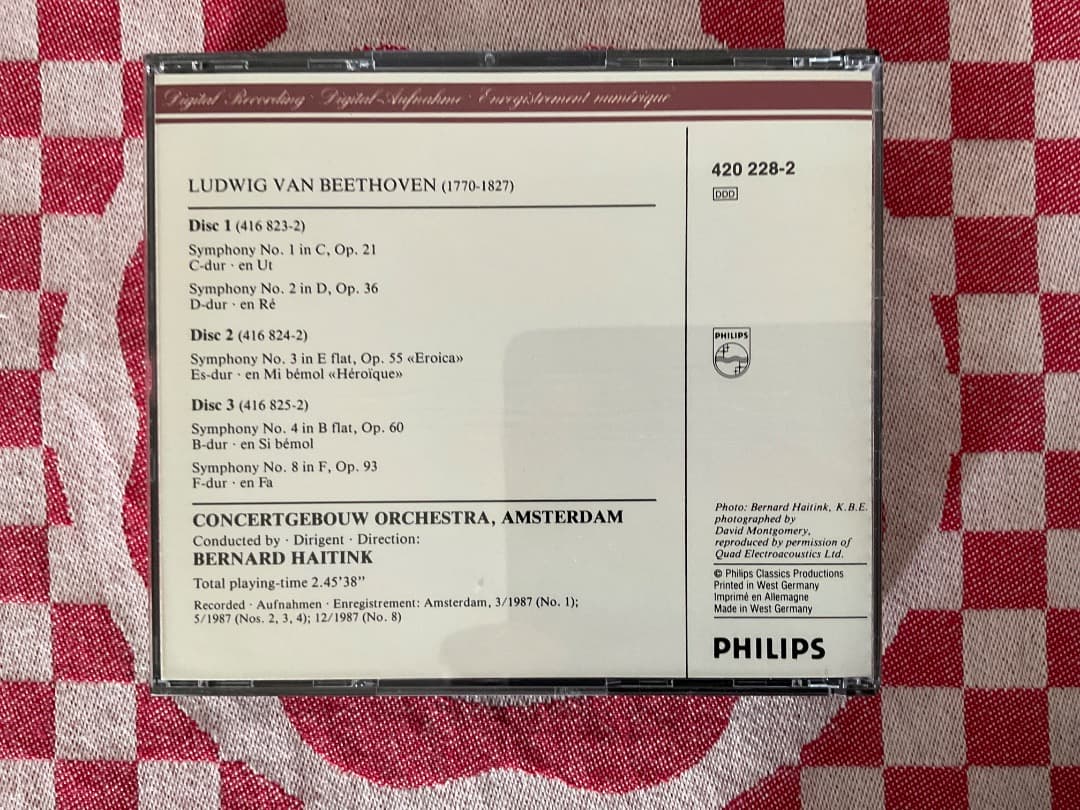 Digital Recording · Digital-Aufnahme · Enregistrement numérique
LUDWIG VAN BEETHOVEN (1770-1827)
Disc 1 (416 823-2)
Symphony No. 1 in C, Op. 21
C-dur · en Ut
Symphony No. 2 in D, Op. 36
D-dur · en Ré
Disc 2 (416 824-2)
Symphony No. 3 in E flat, Op. 55 «Eroica»
Es-dur · en Mi bémol «Héroïque»
Disc 3 (416 825-2)
Symphony No. 4 in B flat, Op. 60
B-dur · en Si bémol
Symphony No. 8 in F, Op. 93
F-dur · en Fa
CONCERTGEBOUW ORCHESTRA, AMSTERDAM
Conducted by · Dirigent · Direction:
BERNARD HAITINK
Total playing-time 2.45'38"
Recorded · Aufnahmen · Enregistrement: Amsterdam, 3/1987 (No. 1);
5/1987 (Nos. 2, 3, 4); 12/1987 (No. 8)
420 228-2
DDD
PHILIPS
Photo: Bernard Haitink, K.B.E.
photographed by
David Montgomery,
reproduced by permission of
Quad Electroacoustics Ltd.
© Philips Classics Productions
Printed in West Germany
Imprimé en Allemagne
Made in West Germany
PHILIPS